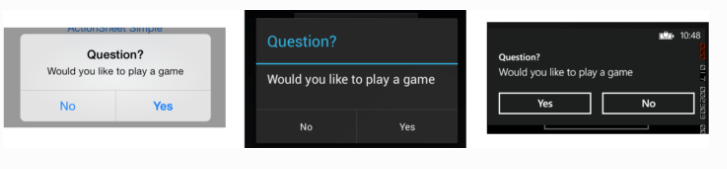 ActionSheet Simple
Question?
Would you like to play a game
No
Yes
Question?
Would you like to play a game
No
Yes
10:48
Question?
Would you like to play a game
Yes
No